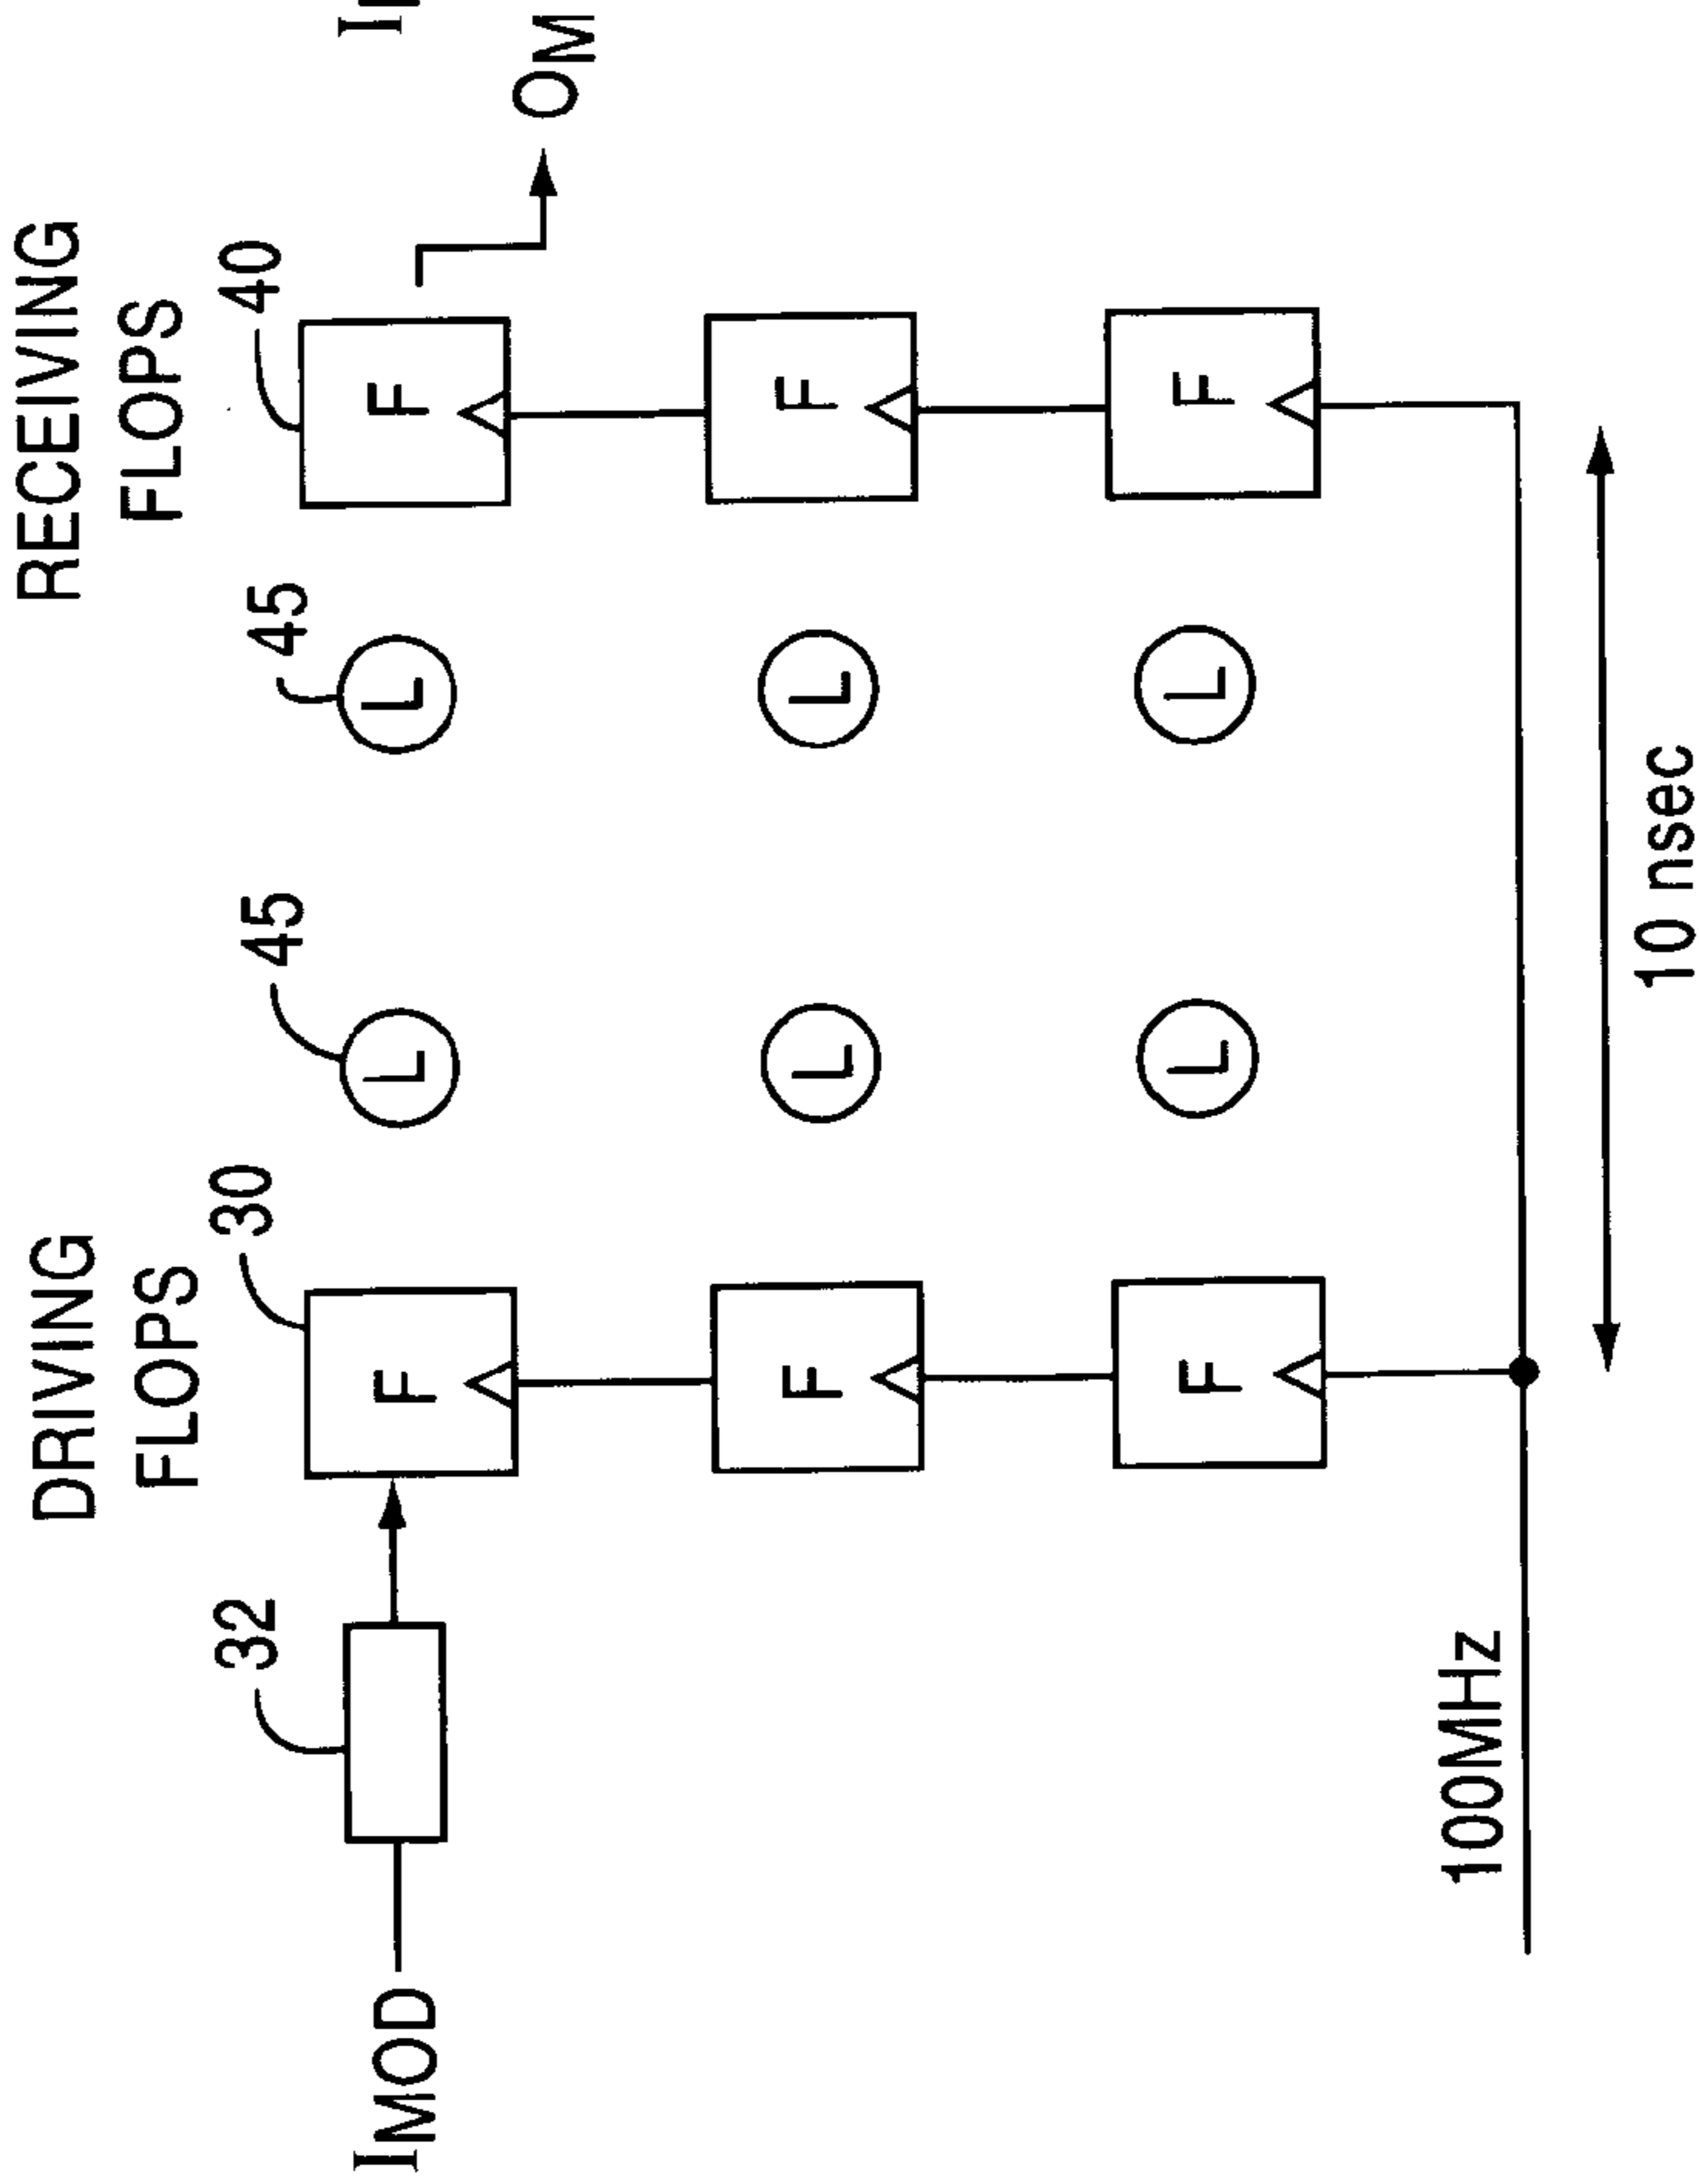 DRIVING
FLOPS
RECEIVING
FLOPS
32
30
45
45
40
IMOD
F
L
L
F
OM
F
L
L
F
F
L
L
F
100MHz
10 nsec